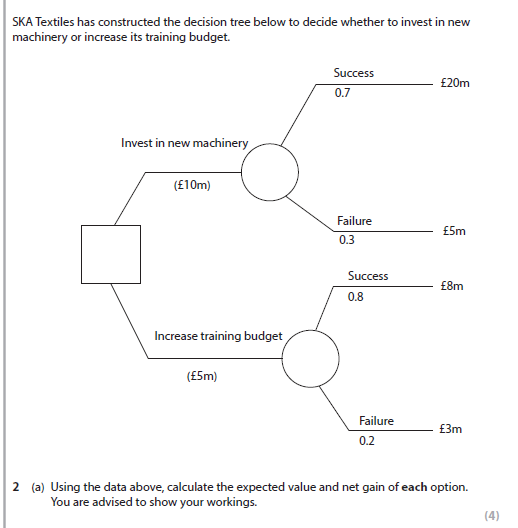 SKA Textiles has constructed the decision tree below to decide whether to invest in new
machinery or increase its training budget.
Success
£20m
0.7
Invest in new machinery
(£10m)
Failure
£5m
0.3
Success
£8m
0.8
Increase training budget
(£5m)
Failure
£3m
0.2
2 (a) Using the data above, calculate the expected value and net gain of each option.
You are advised to show your workings.
(4)